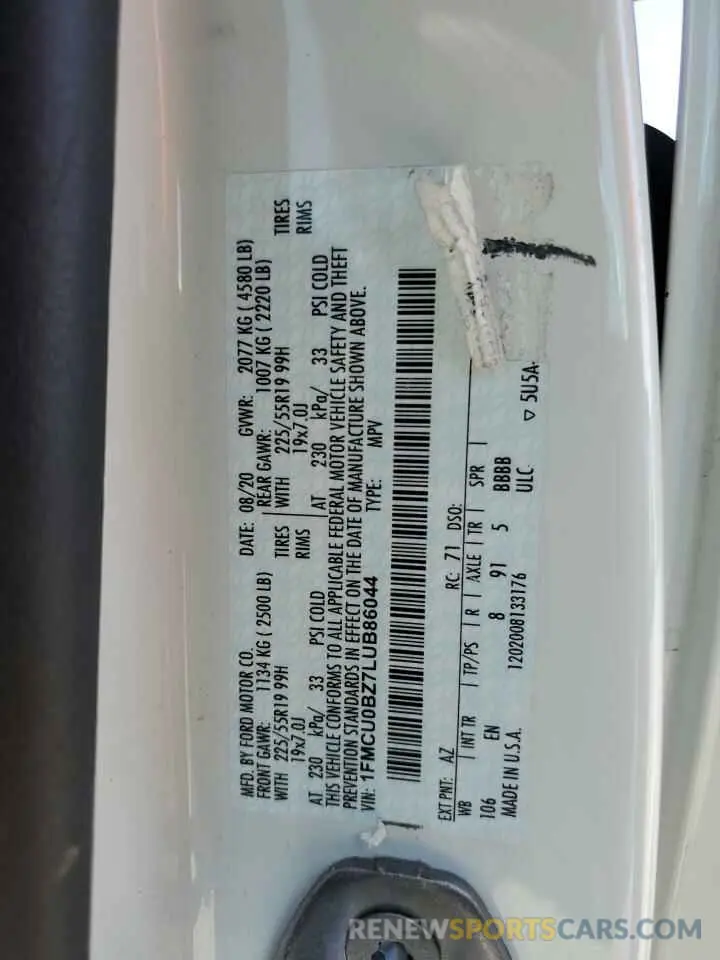 MFD. BY FORD MOTOR CO. DATE: 08/20 GVWR: 2077 KG ( 4580 LB)
FRONT GAWR: 1134 KG ( 2500 LB) REAR GAWR: 1007 KG ( 2220 LB)
WITH 225/55R19 99H TIRES WITH 225/55R19 99H TIRES
19x7.0J RIMS 19x7.0J RIMS
AT 230 kPa/ 33 PSI COLD AT 230 kPa/ 33 PSI COLD
THIS VEHICLE CONFORMS TO ALL APPLICABLE FEDERAL MOTOR VEHICLE SAFETY AND THEFT
PREVENTION STANDARDS IN EFFECT ON THE DATE OF MANUFACTURE SHOWN ABOVE.
VIN: 1FMCU0BZ7LUB86044 TYPE: MPV
EXT PNT: AZ RC: 71 DSO:
WB INT TR TP/PS R AXLE TR SPR
106 EN 8 91 5 BBBB
MADE IN U.S.A. 1202008133176 ULC ▽ 5U5A
RENEWSPORTSCARS.COM